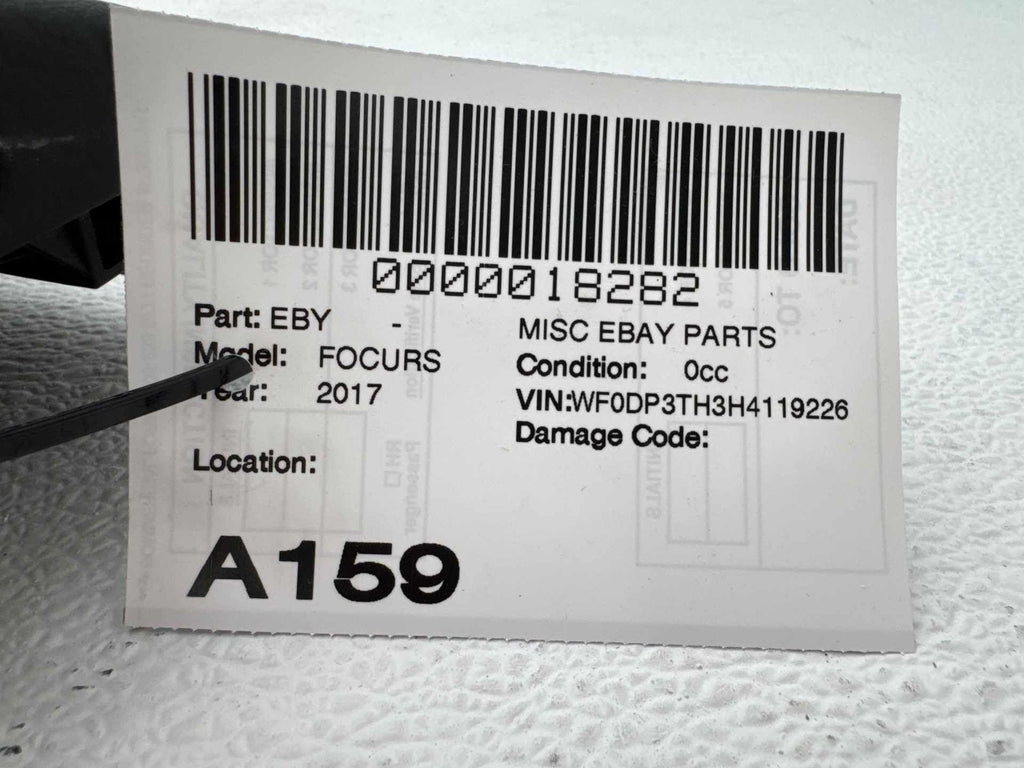 0000018282
Part: EBY - MISC EBAY PARTS
Model: FOCURS Condition: 0cc
Year: 2017 VIN:WF0DP3TH3H4119226
Damage Code:
Location:
A159